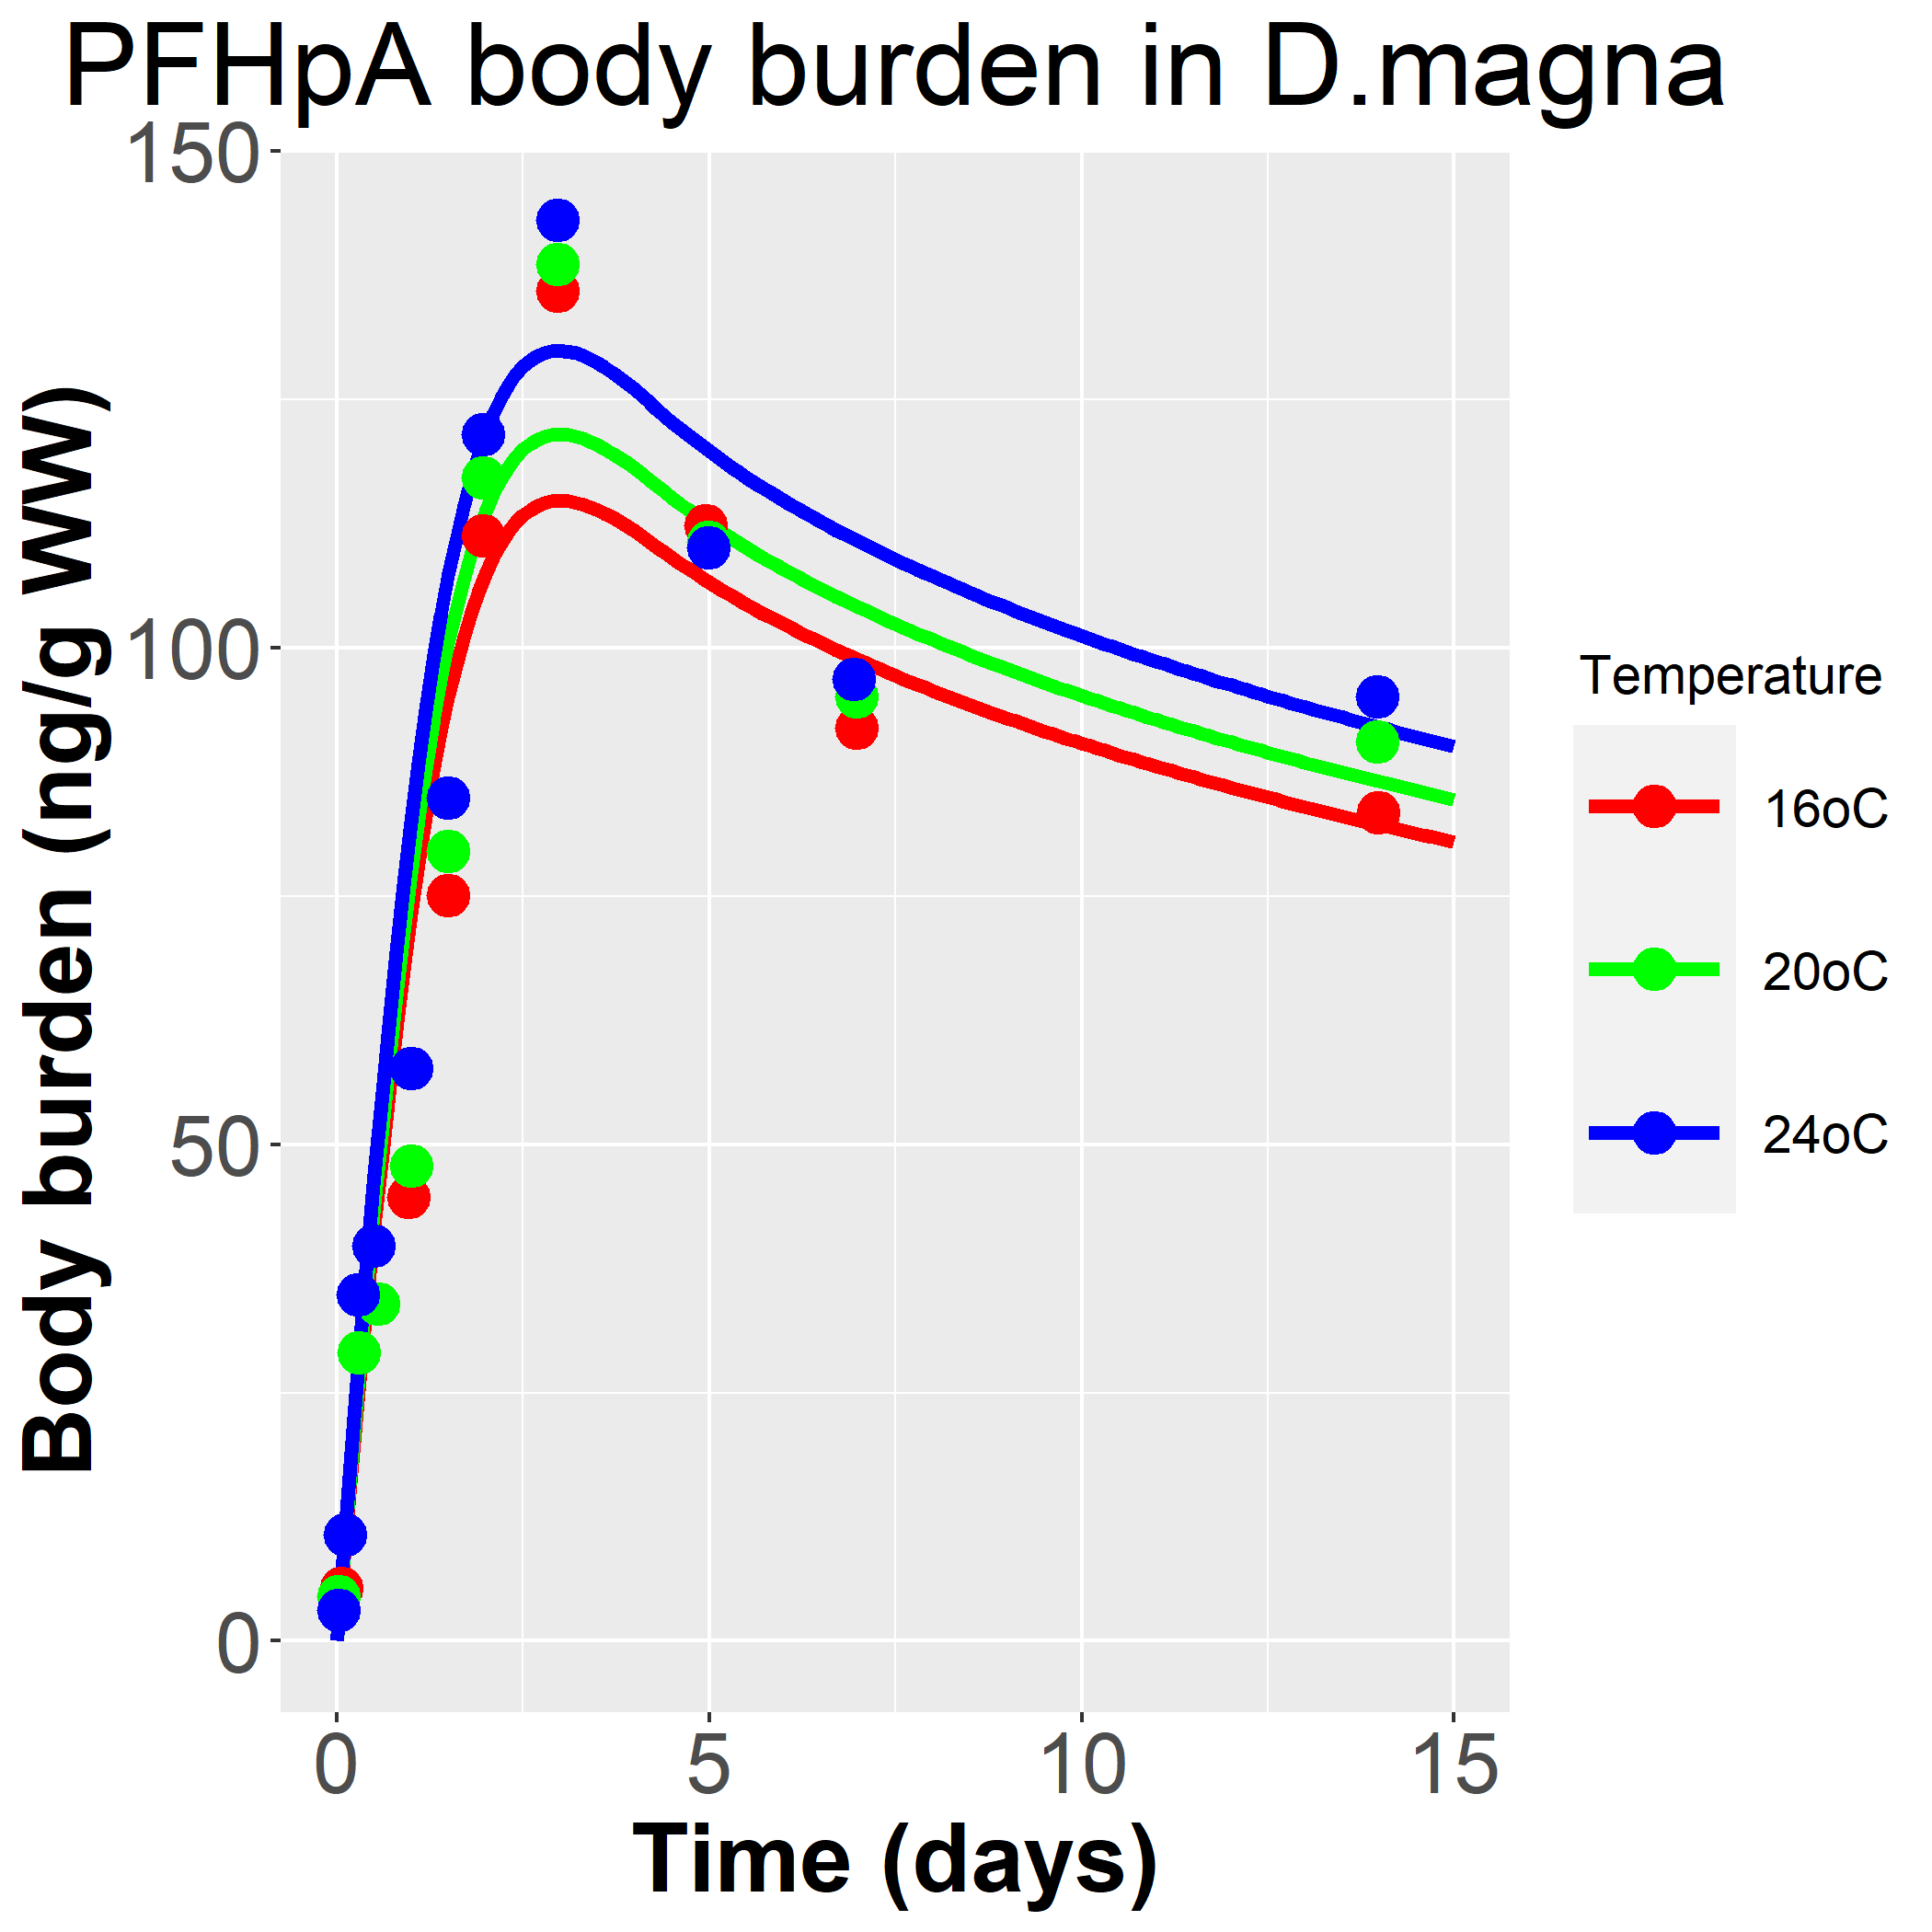 PFHpA body burden in D.magna
150
100
50
0
Body burden (ng/g WW)
0 5 10 15
Time (days)
Temperature
16oC
20oC
24oC